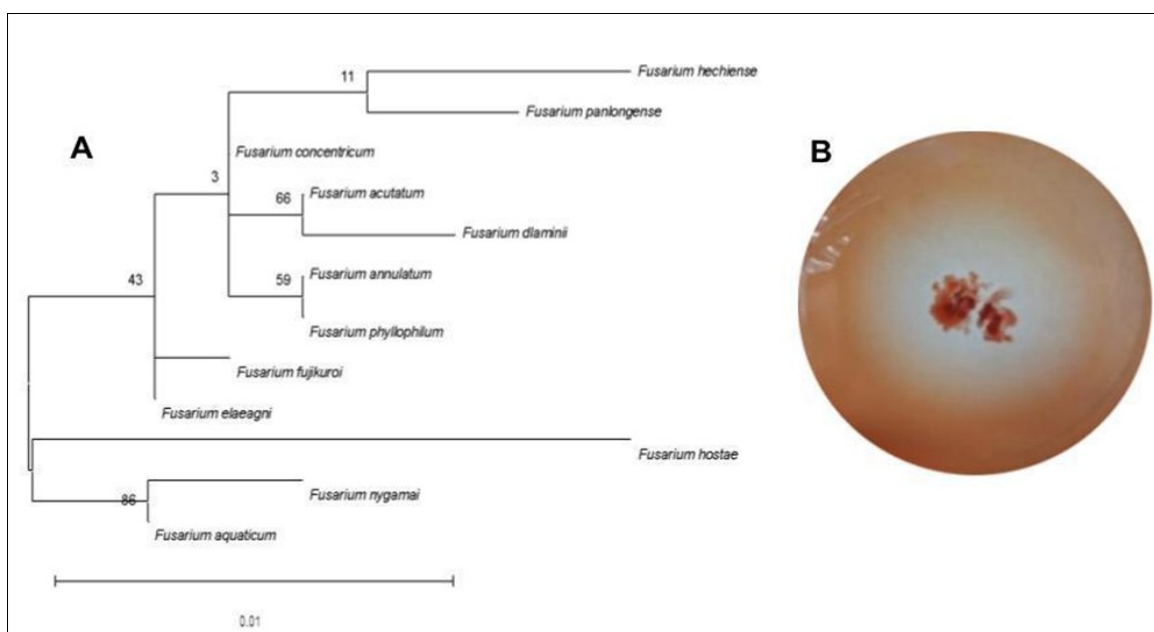 11
Fusarium hechiense
Fusarium panlongense
A
B
Fusarium concentricum
3
66
Fusarium acutatum
Fusarium dlaminii
43
59
Fusarium annulatum
Fusarium phyllophilum
Fusarium fujikuroi
Fusarium elaeagni
Fusarium hostae
86
Fusarium nygamai
Fusarium aquaticum
0.01